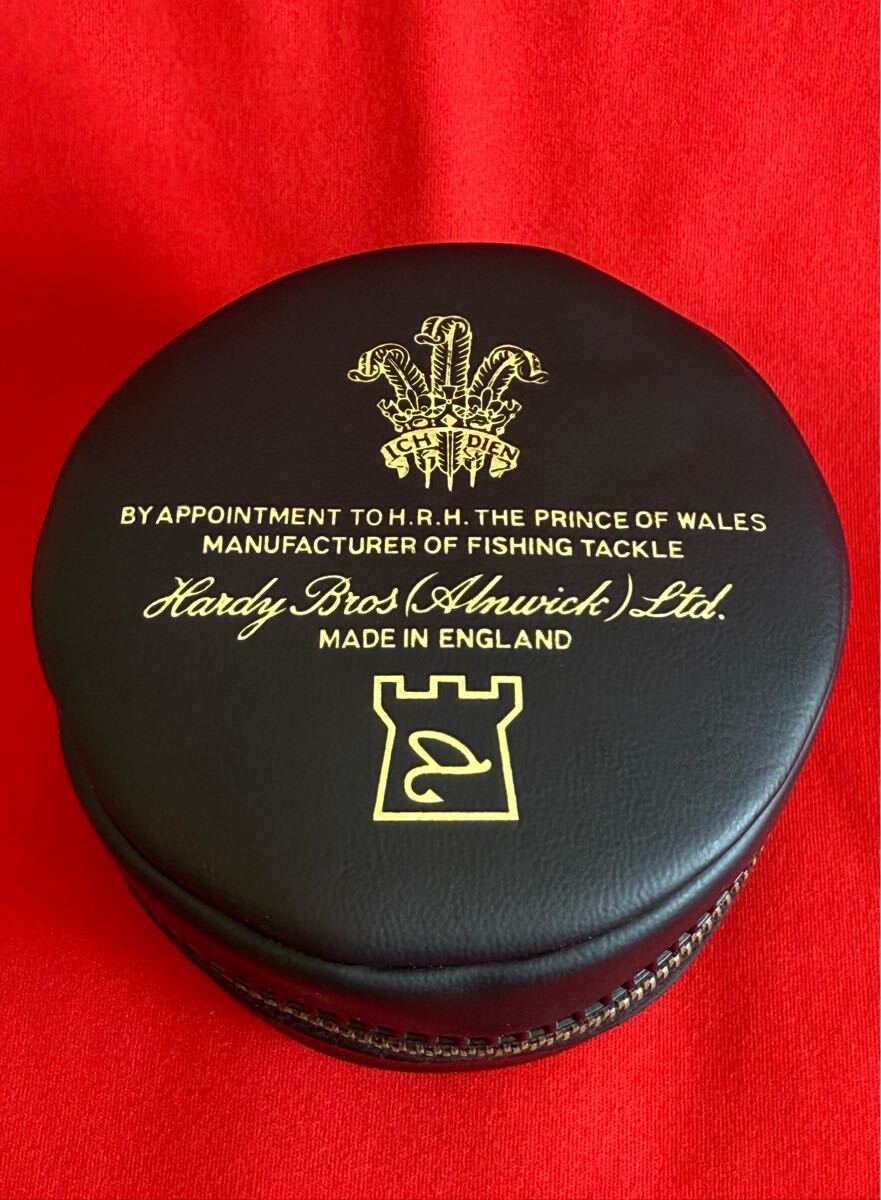 ICH DIEN
BY APPOINTMENT TO H.R.H. THE PRINCE OF WALES
MANUFACTURER OF FISHING TACKLE
Hardy Bros (Alnwick) Ltd.
MADE IN ENGLAND